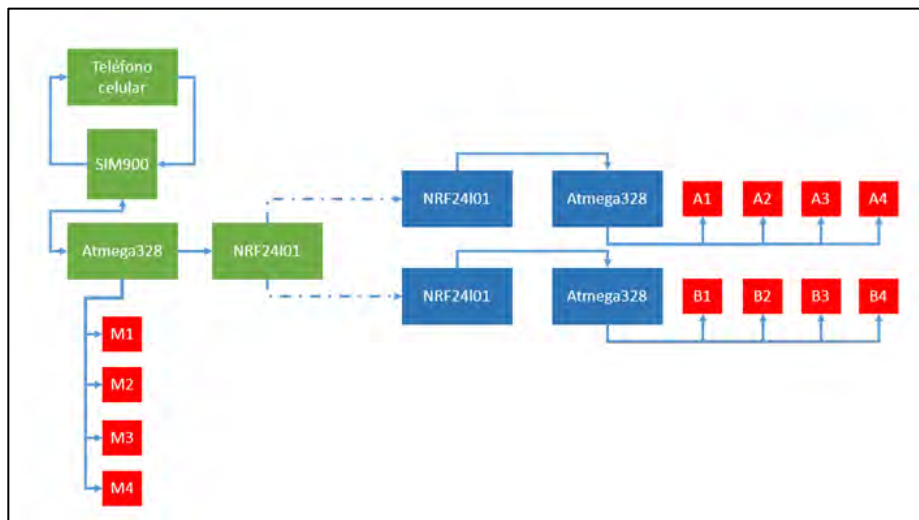 Teléfono
celular
SIM900
Atmega328
NRF24l01
M1
M2
M3
M4
NRF24l01
Atmega328
A1
A2
A3
A4
NRF24l01
Atmega328
B1
B2
B3
B4